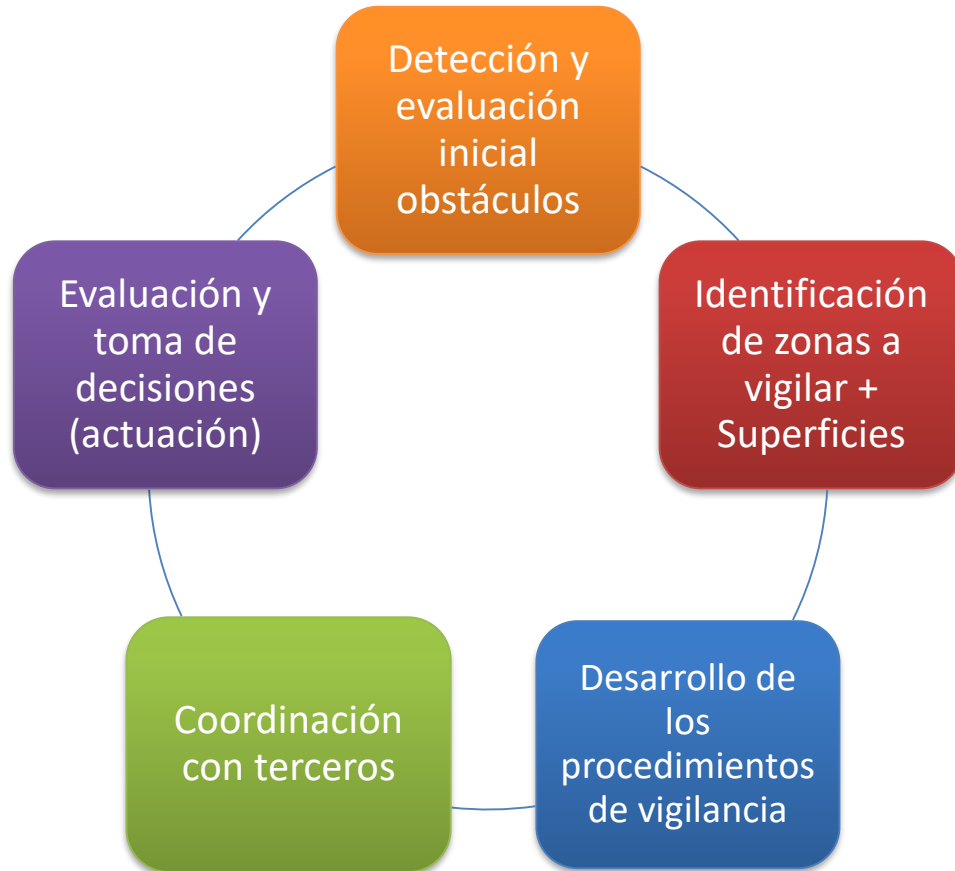 Detección y
evaluación
inicial
obstáculos
Identificación
de zonas a
vigilar +
Superficies
Desarrollo de
los
procedimientos
de vigilancia
Coordinación
con terceros
Evaluación y
toma de
decisiones
(actuación)